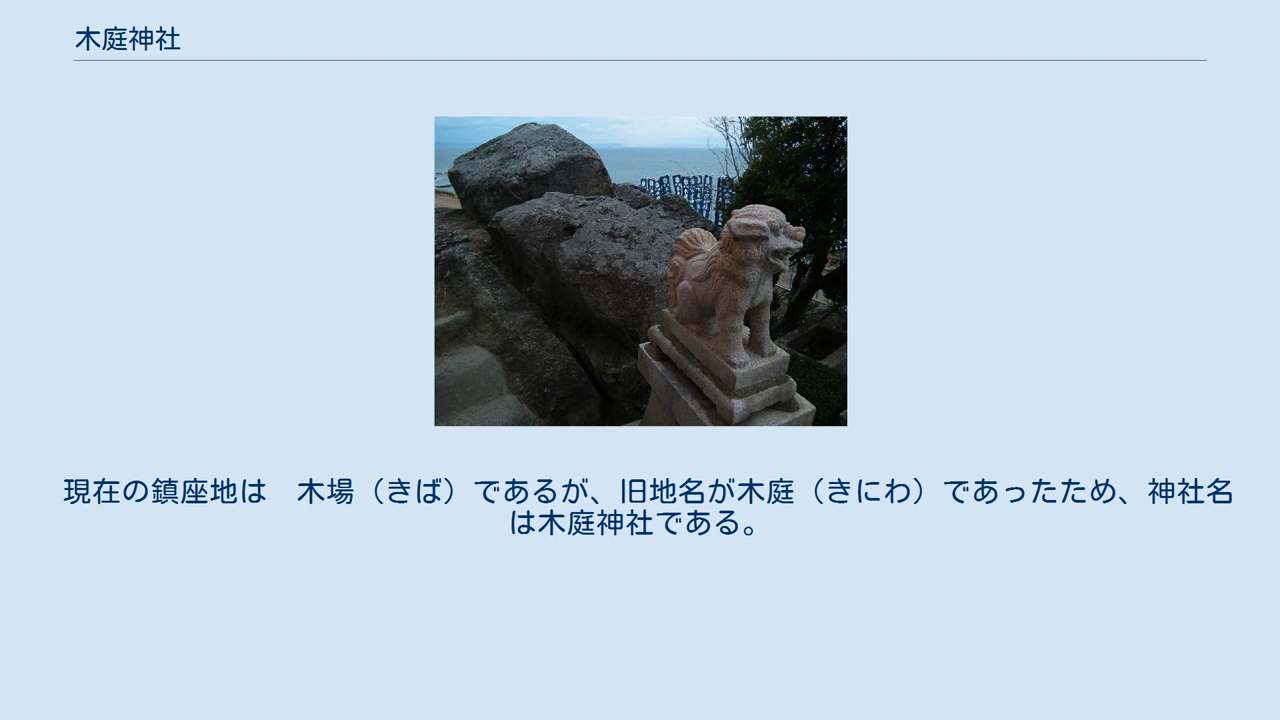 木庭神社
現在の鎮座地は　木場（きば）であるが、旧地名が木庭（きにわ）であったため、神社名
は木庭神社である。